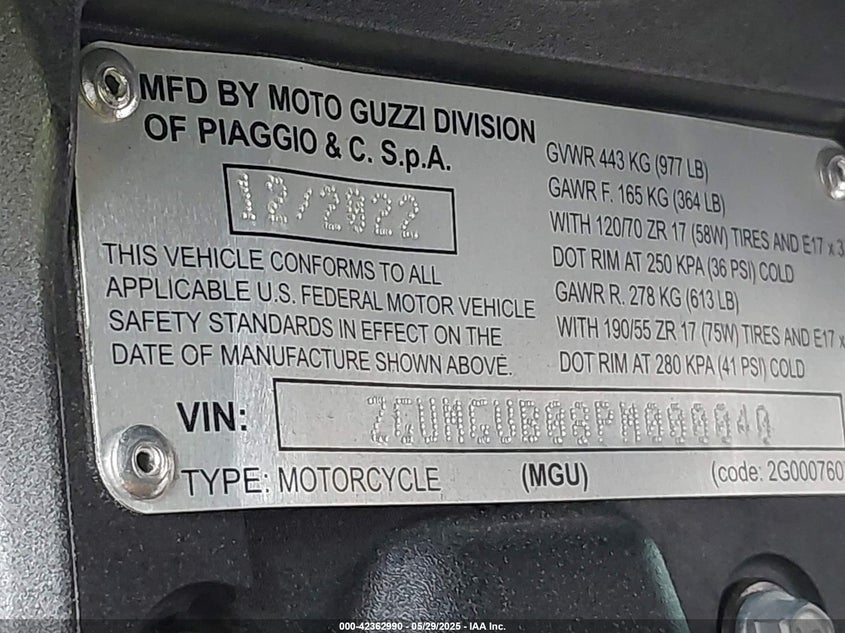 MFD BY MOTO GUZZI DIVISION
OF PIAGGIO & C. S.p.A.
12/2022
THIS VEHICLE CONFORMS TO ALL
APPLICABLE U.S. FEDERAL MOTOR VEHICLE
SAFETY STANDARDS IN EFFECT ON THE
DATE OF MANUFACTURE SHOWN ABOVE.
GVWR 443 KG (977 LB)
GAWR F. 165 KG (364 LB)
WITH 120/70 ZR 17 (58W) TIRES AND E17 x 3
DOT RIM AT 250 KPA (36 PSI) COLD
GAWR R. 278 KG (613 LB)
WITH 190/55 ZR 17 (75W) TIRES AND E17 x
DOT RIM AT 280 KPA (41 PSI) COLD
VIN: ZGUMGUB08PM000040
TYPE: MOTORCYCLE (MGU) (code: 2G000760
000-42362990 - 05/29/2025 - IAA Inc.